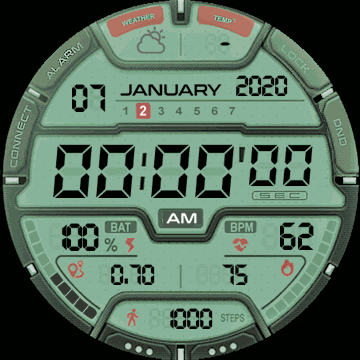 WEATHER TEMP
-
ALARM LOCK
07 JANUARY 2020
1 2 3 4 5 6 7
CONNECT DND
00:00:00
SEC
AM
100 % BAT BPM 62
0.70 75
1000 STEPS